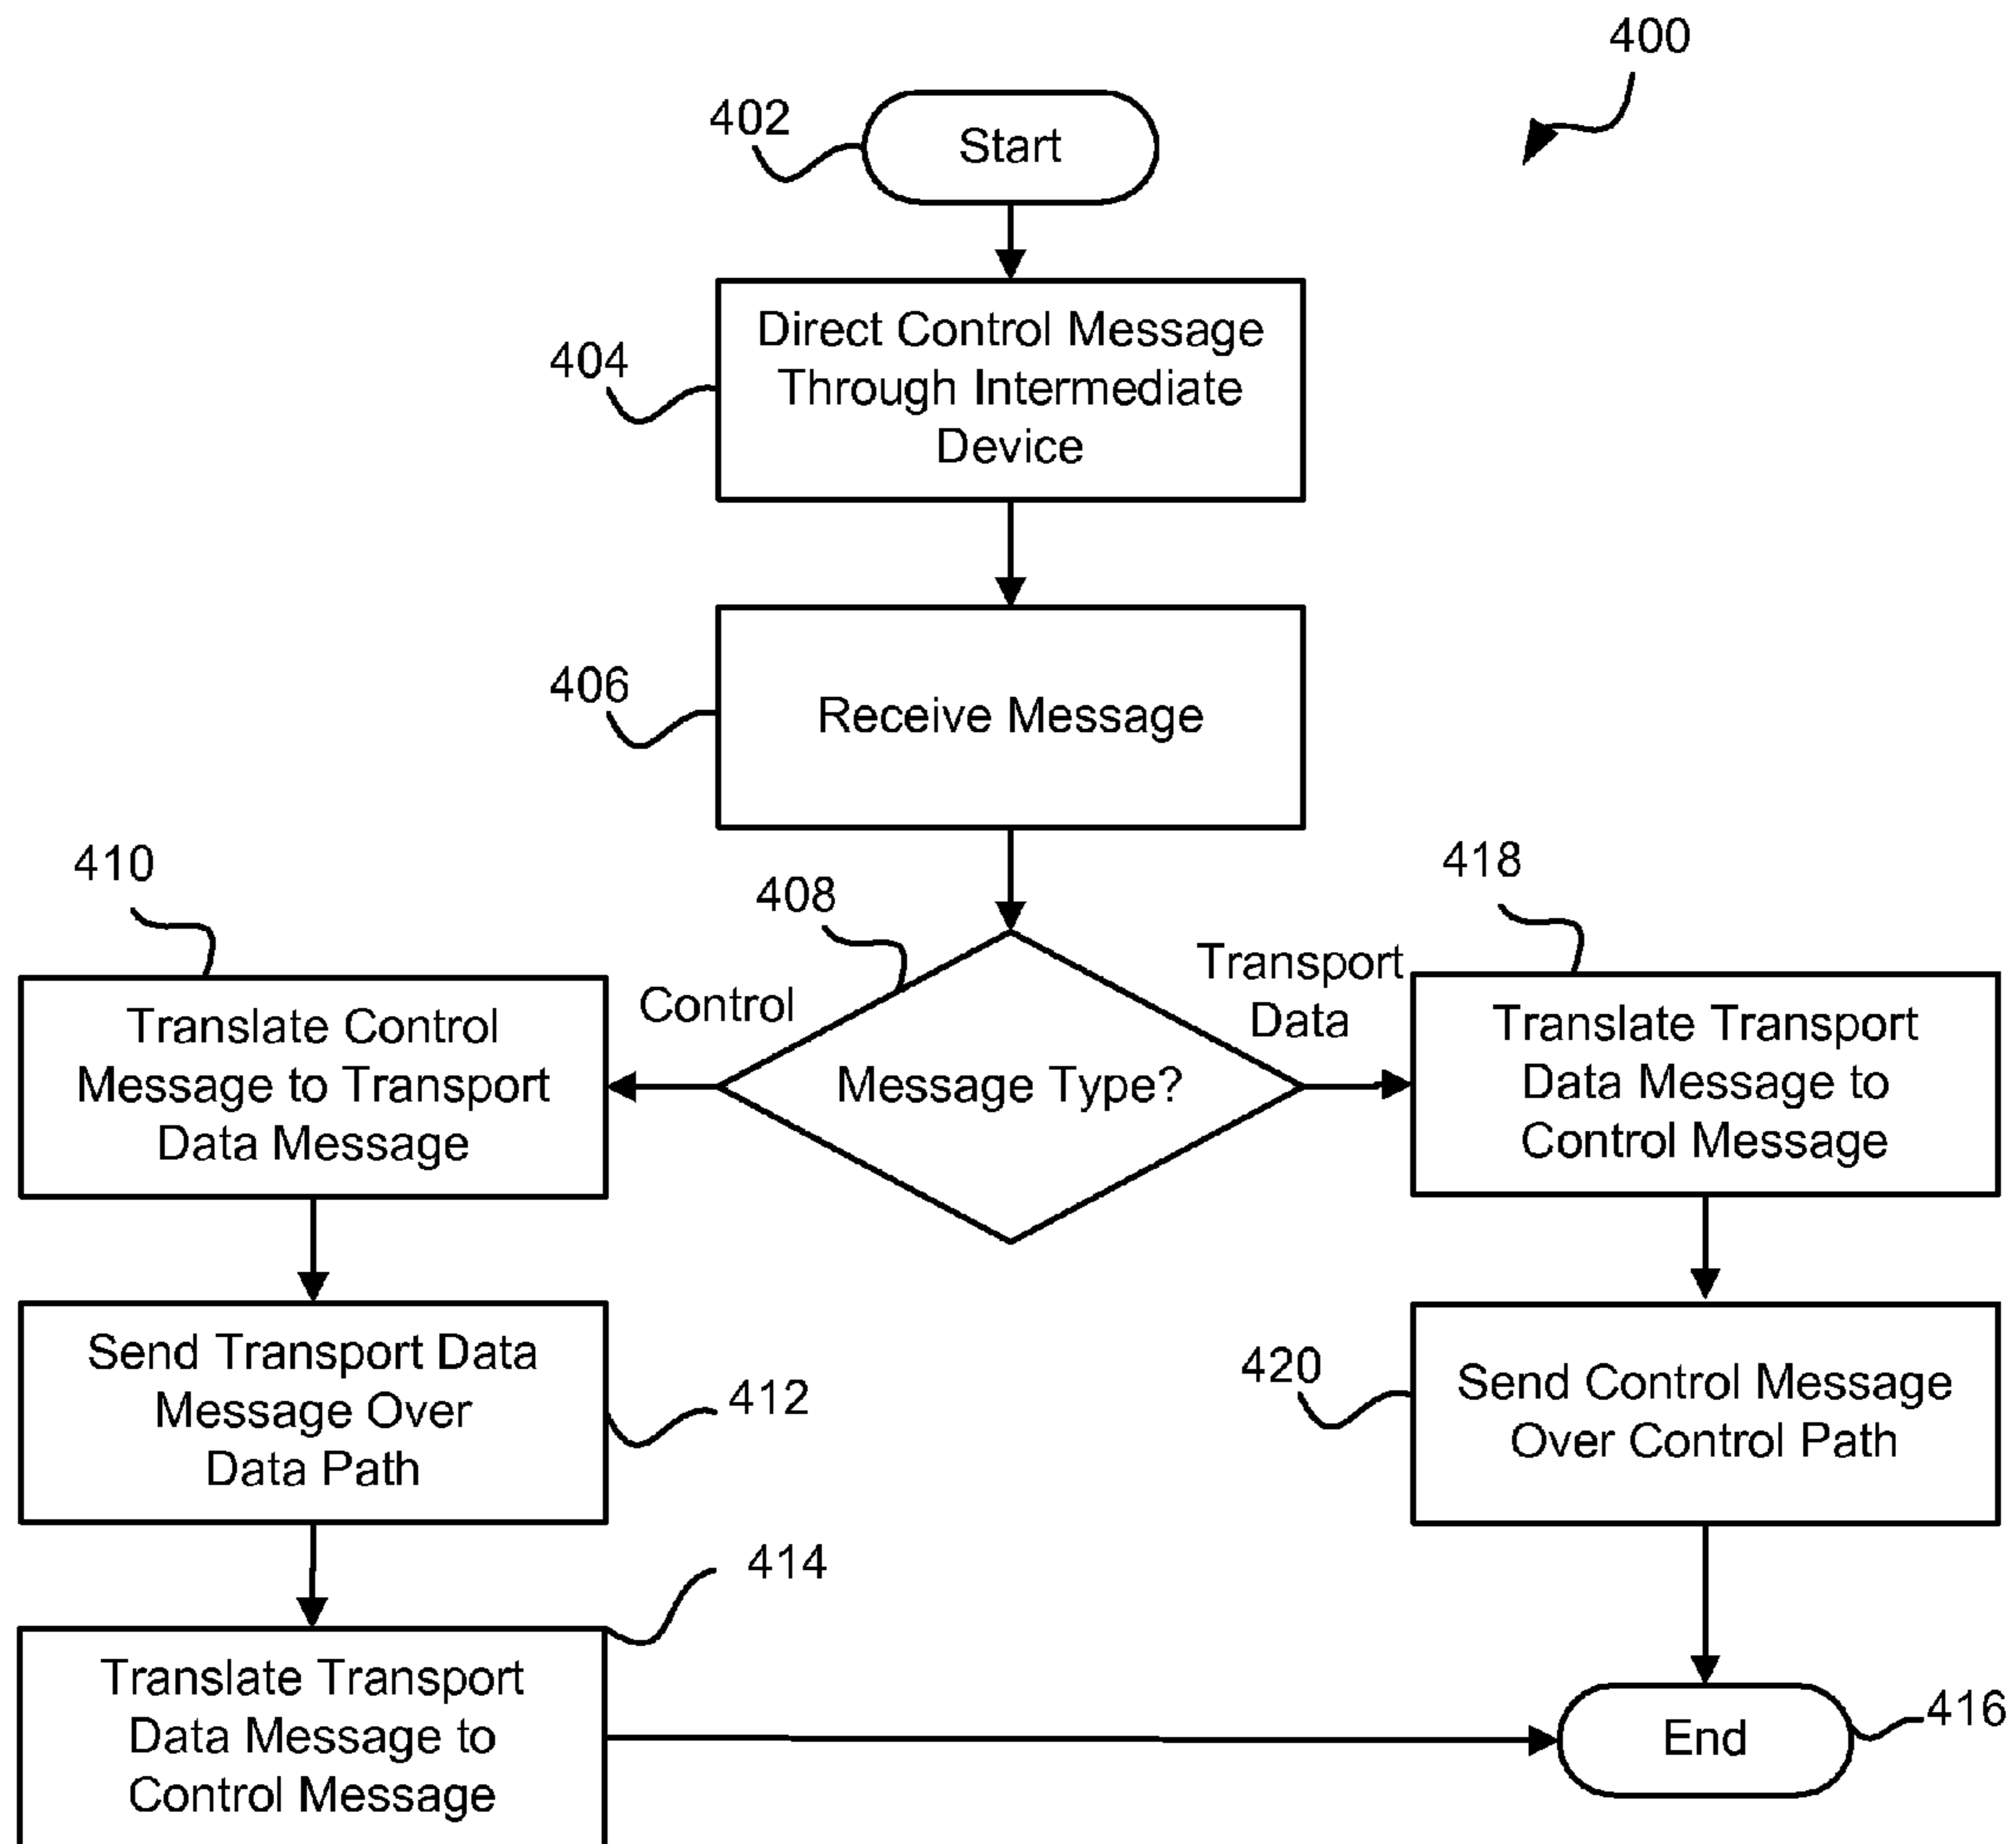 400
402
Start
404
Direct Control Message
Through Intermediate
Device
406
Receive Message
410
408
418
Control
Transport
Data
Translate Control
Message to Transport
Data Message
Message Type?
Translate Transport
Data Message to
Control Message
Send Transport Data
Message Over
Data Path
412
420
Send Control Message
Over Control Path
414
Translate Transport
Data Message to
Control Message
End
416